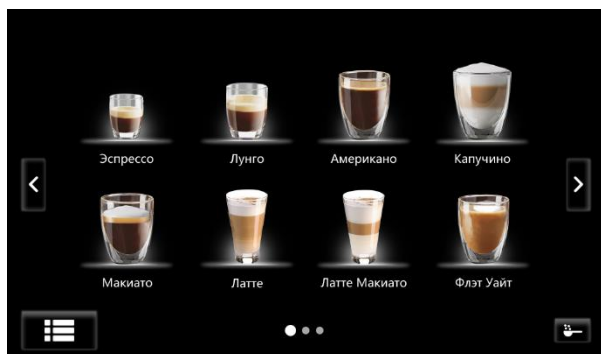 Эспрессо
Лунго
Американо
Капучино
Макиато
Латте
Латте Макиато
Флэт Уайт